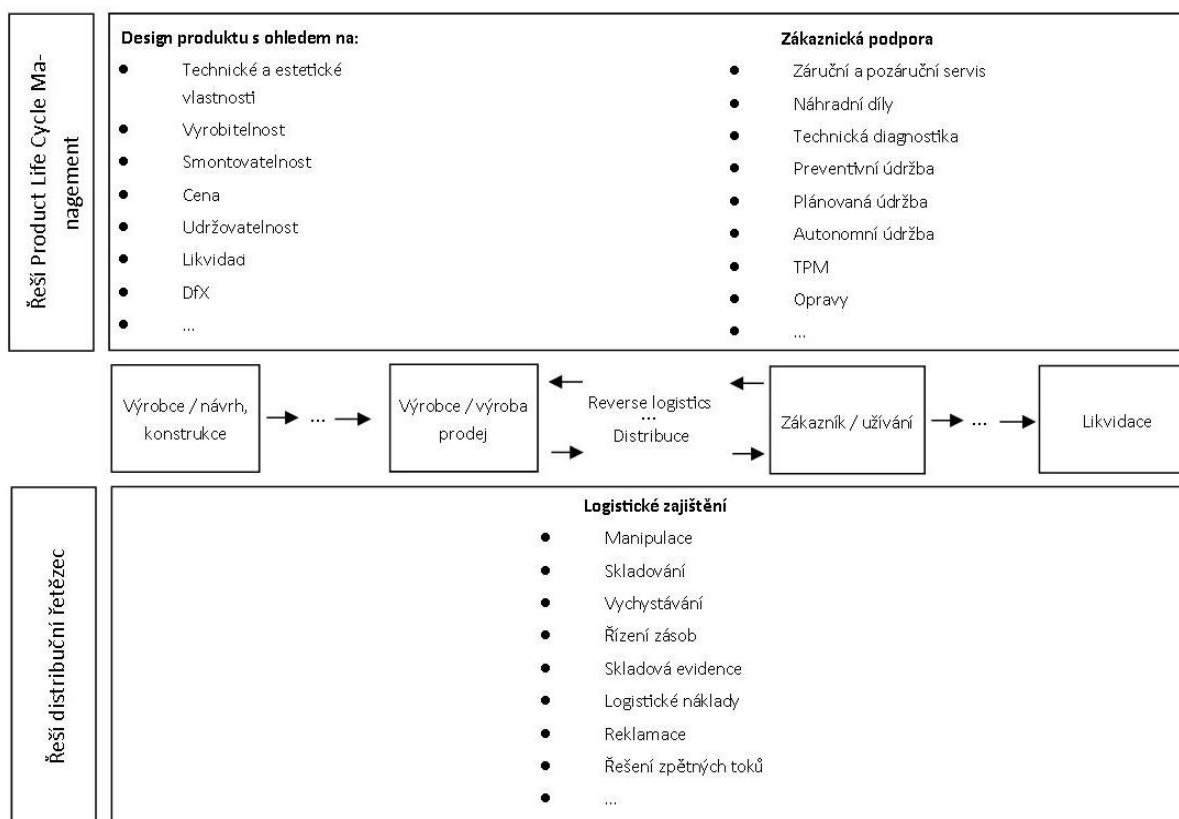 Řeší Product Life Cycle Ma-
nagement
Design produktu s ohledem na:
● Technické a estetické
vlastnosti
● Vyrobitelnost
● Smontovatelnost
● Cena
● Udržovatelnost
● Likvidaci
● DfX
● ...
Zákaznická podpora
● Záruční a pozáruční servis
● Náhradní díly
● Technická diagnostika
● Preventivní údržba
● Plánovaná údržba
● Autonomní údržba
● TPM
● Opravy
● ...
Výrobce / návrh,
konstrukce
...
Výrobce / výroba
prodej
Reverse logistics
...
Distribuce
Zákazník / užívání
...
Likvidace
Řeší distribuční řetězec
Logistické zajištění
● Manipulace
● Skladování
● Vychystávání
● Řízení zásob
● Skladová evidence
● Logistické náklady
● Reklamace
● Řešení zpětných toků
● ...